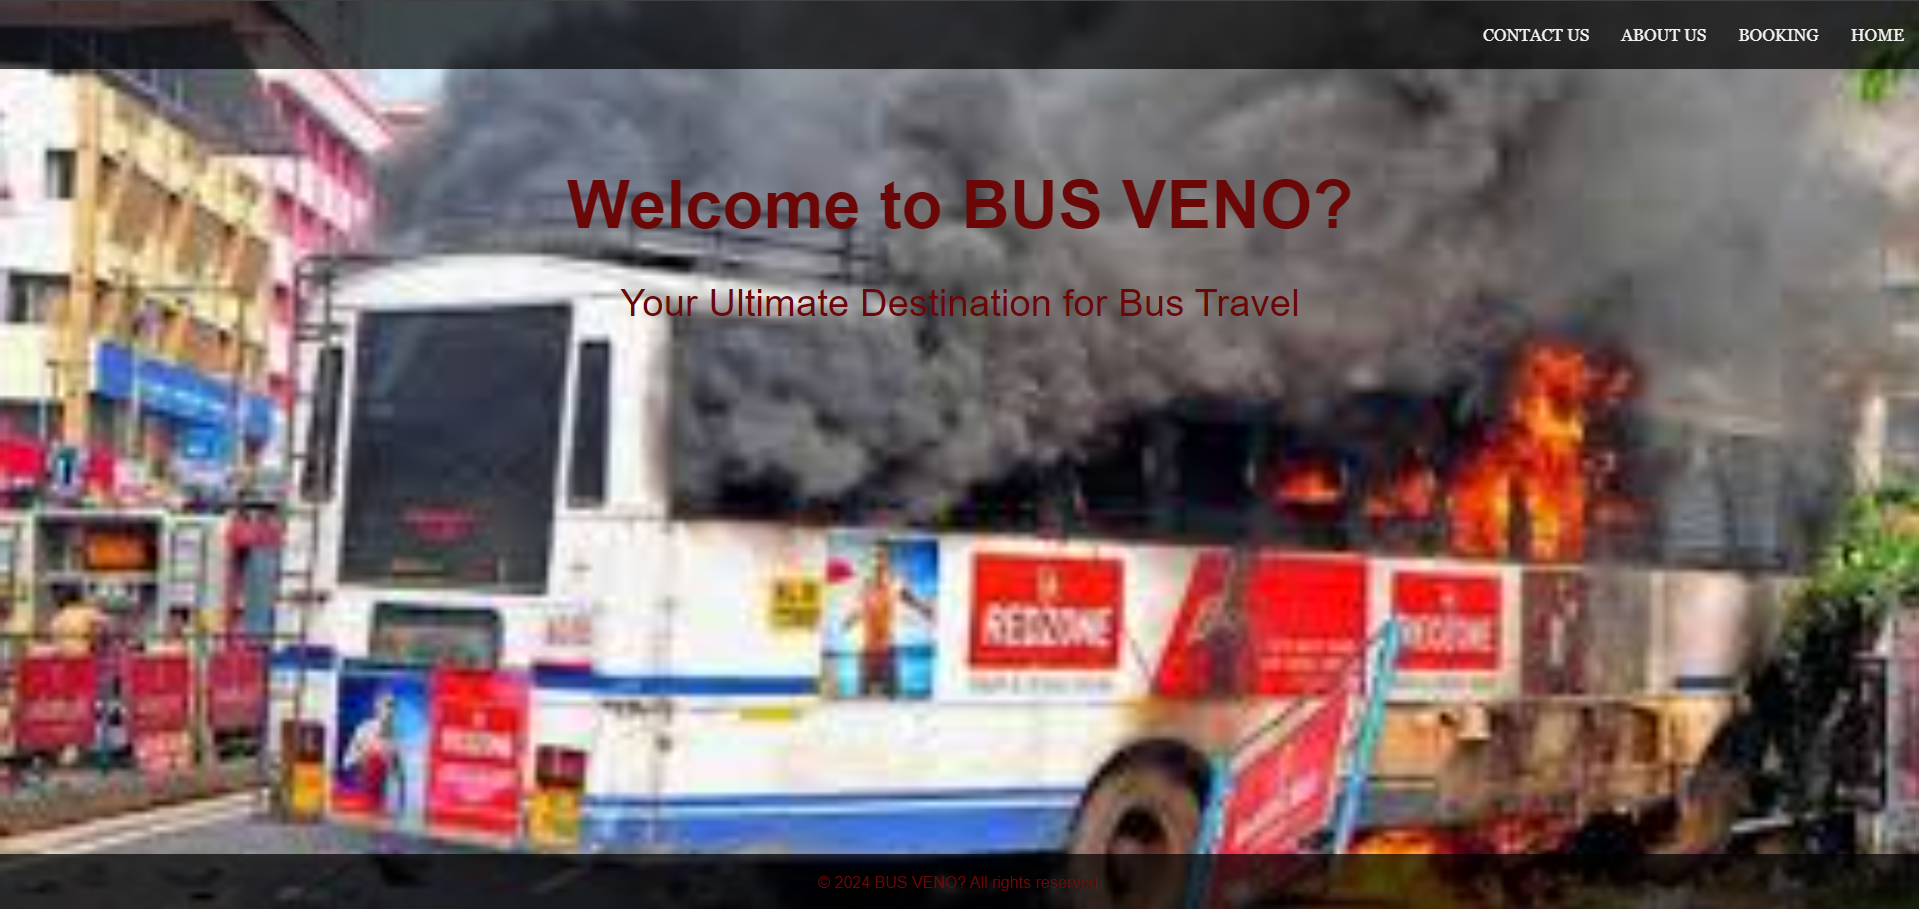 CONTACT US ABOUT US BOOKING HOME
Welcome to BUS VENO?
Your Ultimate Destination for Bus Travel
REDZONE
REDZONE
REDZONE
© 2024 BUS VENO? All rights reserved.